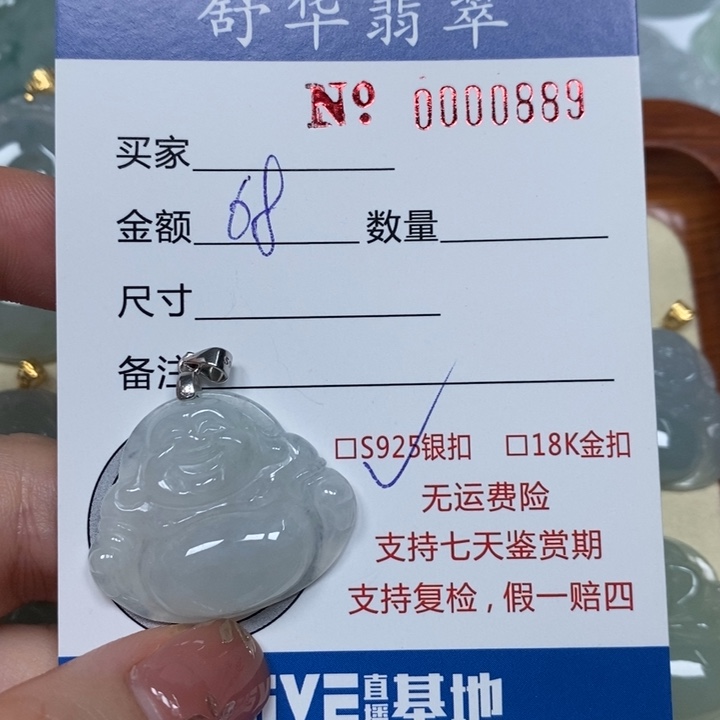 舒华翡翠
№ 0000889
买家
金额 68 数量
尺寸
备注
□S925银扣 □18K金扣
无运费险
支持七天鉴赏期
支持复检，假一赔四
直播基地